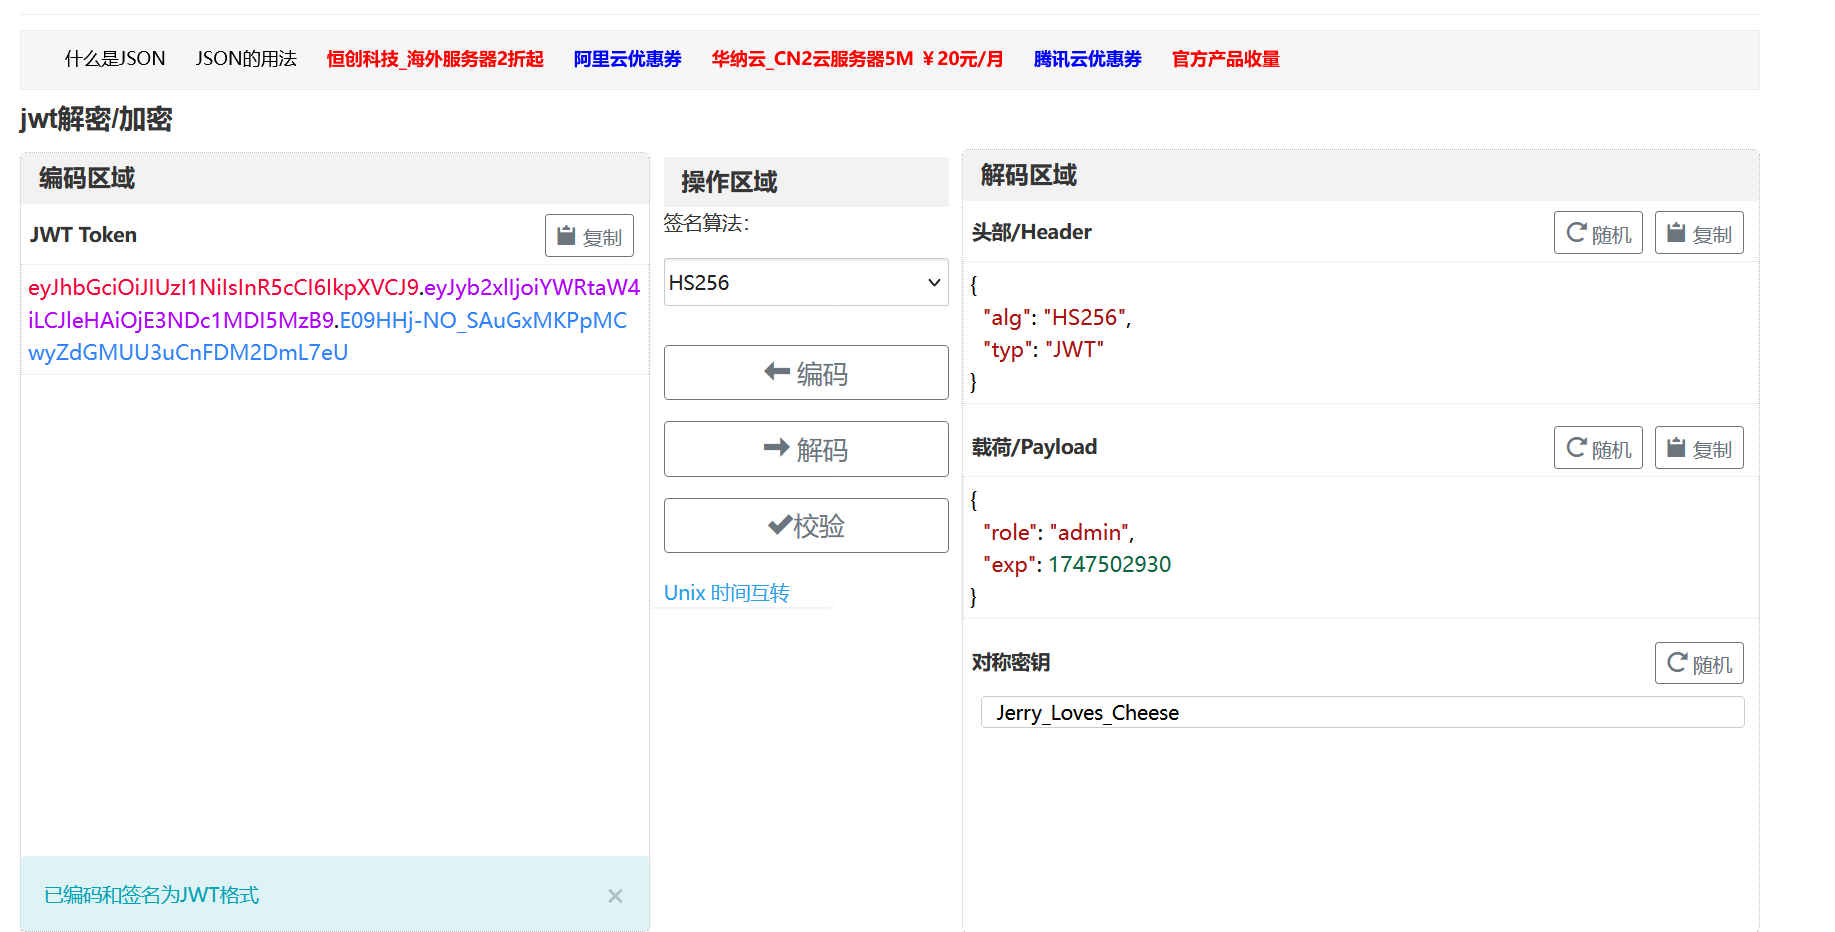 什么是JSON JSON的用法 恒创科技_海外服务器2折起 阿里云优惠券 华纳云_CN2云服务器5M ￥20元/月 腾讯云优惠券 官方产品收量
jwt解密/加密
编码区域
JWT Token
复制
eyJhbGciOiJIUzI1NiIsInR5cCI6IkpXVCJ9.eyJyb2xlIjoiYWRtaW4
iLCJleHAiOjE3NDc1MDI5MzB9.E09HHj-NO_SAuGxMKPpMC
wyZdGMUU3uCnFDM2DmL7eU
已编码和签名为JWT格式
×
操作区域
签名算法:
HS256
编码
解码
校验
Unix 时间互转
解码区域
头部/Header
随机
复制
{
"alg": "HS256",
"typ": "JWT"
}
载荷/Payload
随机
复制
{
"role": "admin",
"exp": 1747502930
}
对称密钥
随机
Jerry_Loves_Cheese